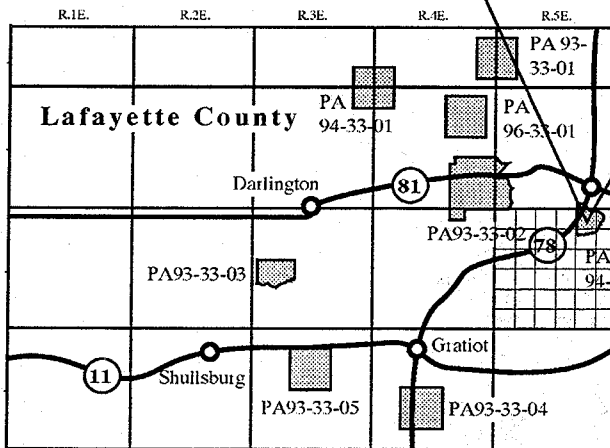 R.1E. R.2E. R.3E. R.4E. R.5E.
PA 93-
33-01
Lafayette County
PA
94-33-01
PA
96-33-01
Darlington
81
PA93-33-02
78
PA
94-
PA93-33-03
Gratiot
11
Shullsburg
PA93-33-05
PA93-33-04